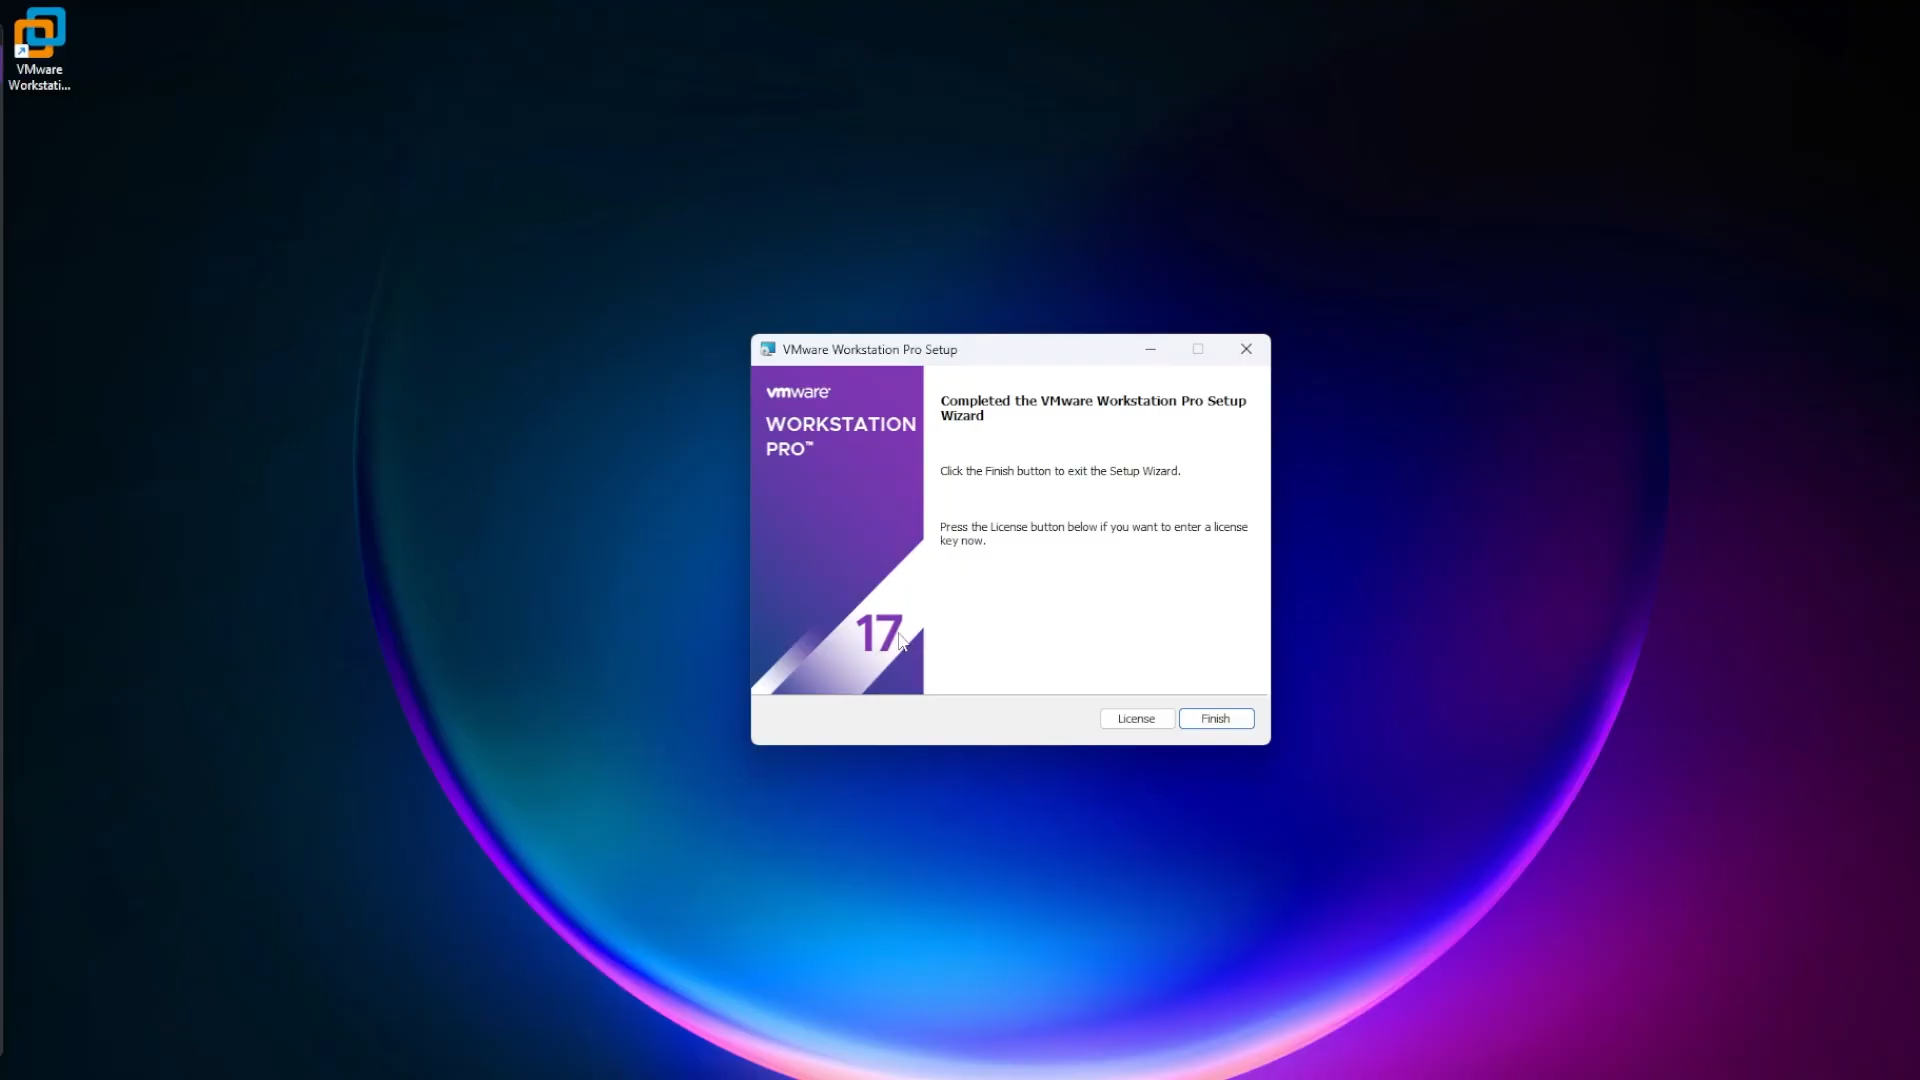 VMware
Workstati...
VMware Workstation Pro Setup
vmware®
WORKSTATION
PRO™
17
Completed the VMware Workstation Pro Setup
Wizard
Click the Finish button to exit the Setup Wizard.
Press the License button below if you want to enter a license
key now.
License
Finish